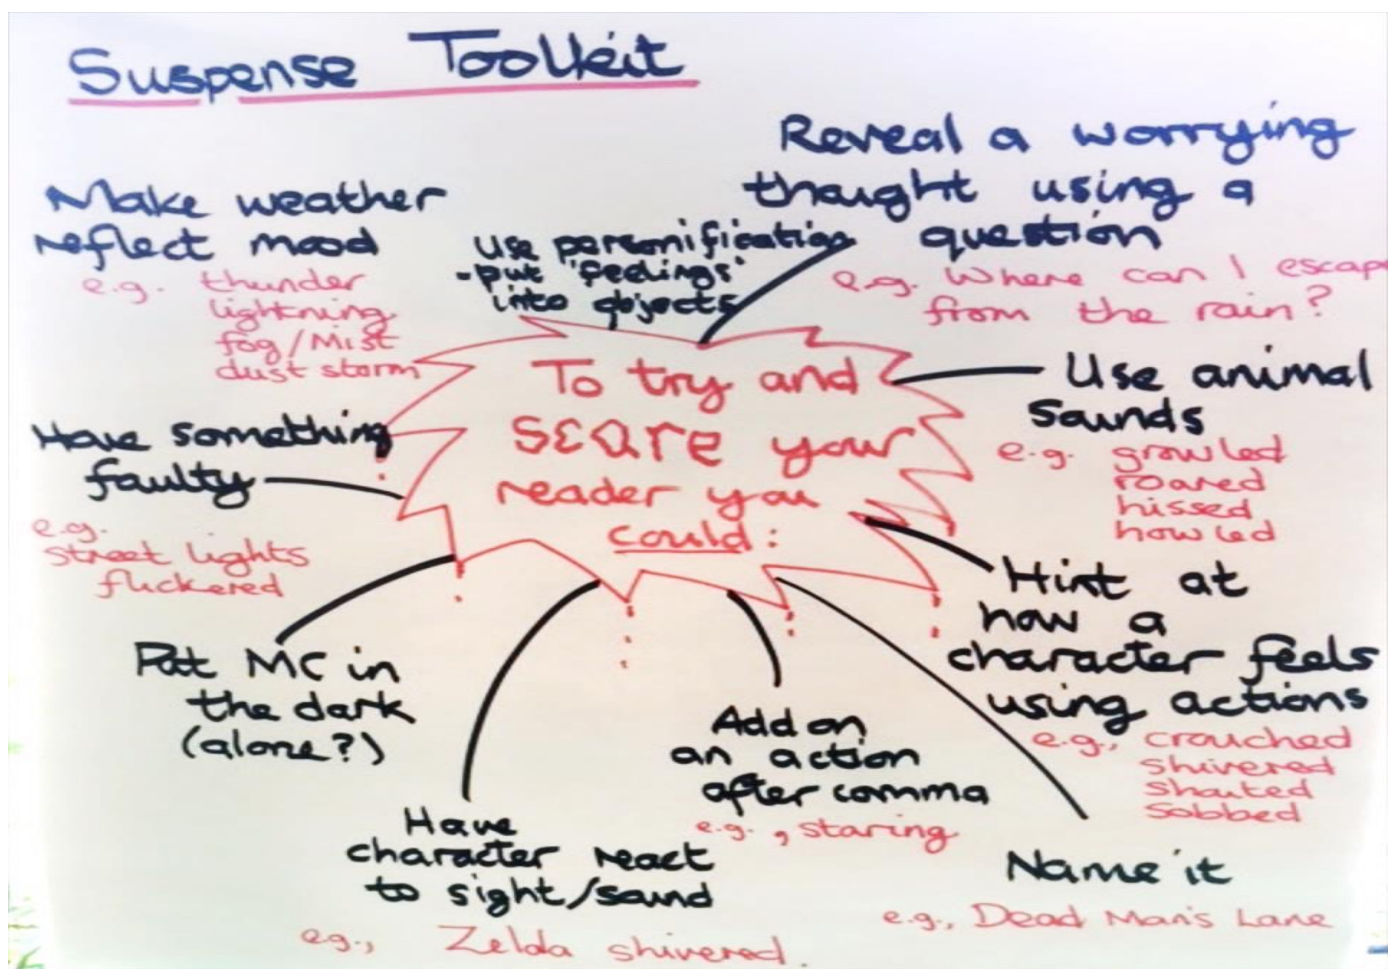 Suspense Toolkit
Make weather
reflect mood
e.g. thunder
lightning
fog/Mist
dust storm
Use personification
-put 'feelings'
into objects
Reveal a worrying
thought using a
question
e.g. Where can I escape
from the rain?
To try and
scare your
reader you
could:
Use animal
sounds
e.g. growled
roared
hissed
howled
Have something
faulty
e.g.
street lights
flickered
Hint at
how a
character feels
using actions
e.g., crouched
shivered
shouted
sobbed
Put MC in
the dark
(alone?)
Add on
an action
after comma
e.g. , staring
Have
character react
to sight/sound
e.g., Zelda shivered.
Name it
e.g., Dead Man's Lane